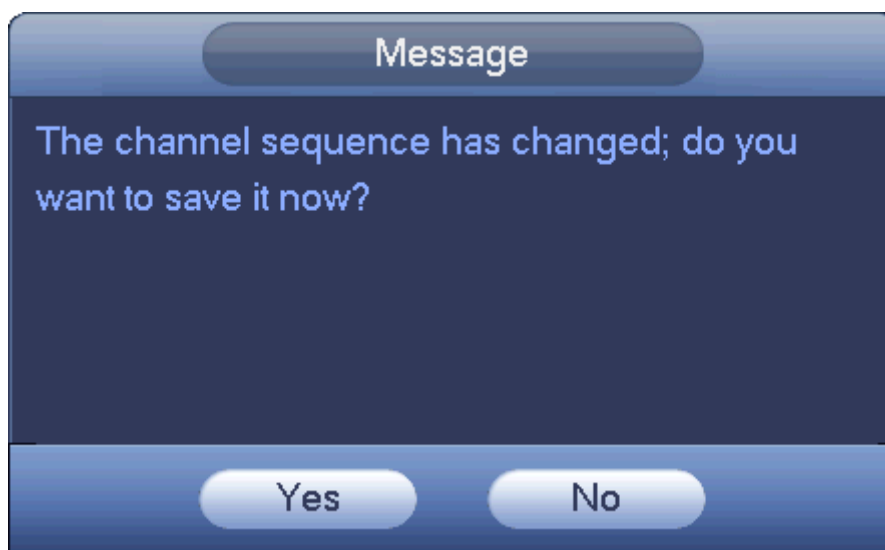 Message
The channel sequence has changed; do you
want to save it now?
Yes
No